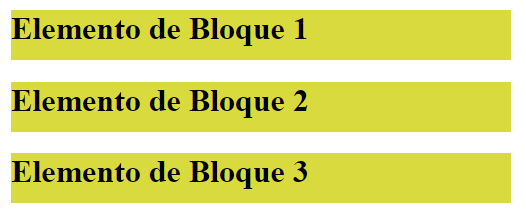 Elemento de Bloque 1
Elemento de Bloque 2
Elemento de Bloque 3